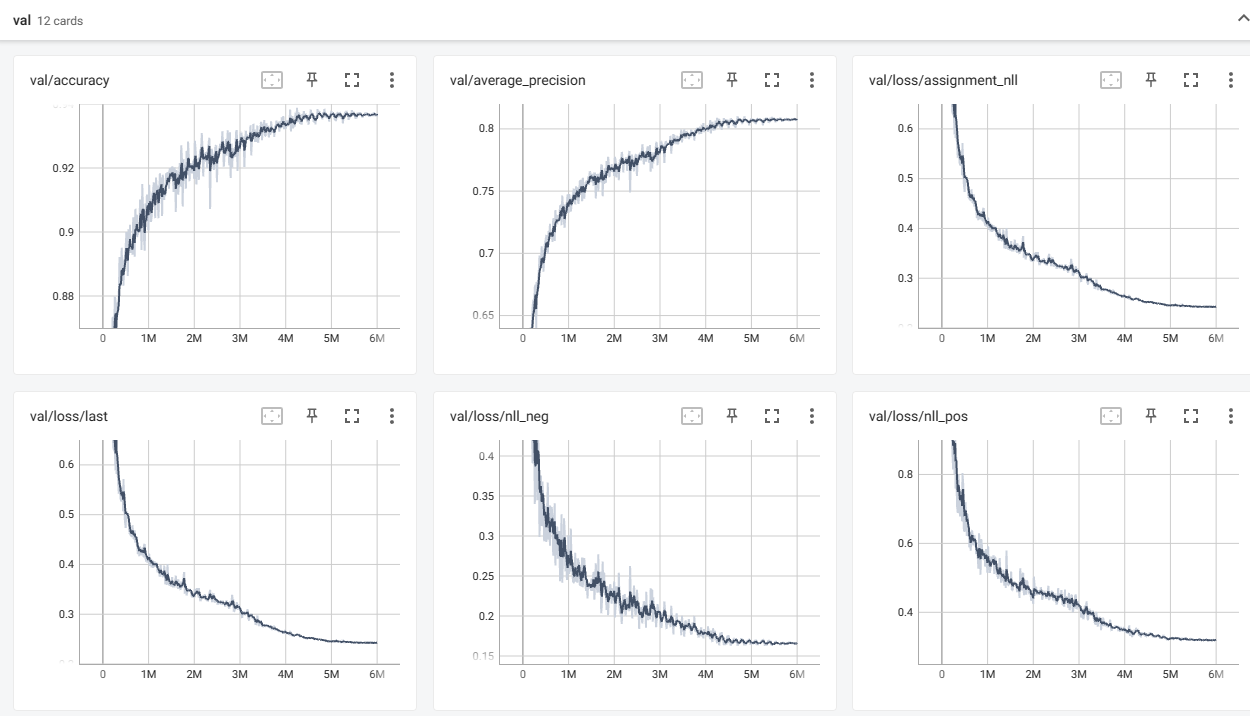 val 12 cards
val/accuracy
0.92
0.9
0.88
0 1M 2M 3M 4M 5M 6M
val/average_precision
0.8
0.75
0.7
0.65
0 1M 2M 3M 4M 5M 6M
val/loss/assignment_nll
0.6
0.5
0.4
0.3
0 1M 2M 3M 4M 5M 6M
val/loss/last
0.6
0.5
0.4
0.3
0 1M 2M 3M 4M 5M 6M
val/loss/nll_neg
0.4
0.35
0.3
0.25
0.2
0.15
0 1M 2M 3M 4M 5M 6M
val/loss/nll_pos
0.8
0.6
0.4
0 1M 2M 3M 4M 5M 6M